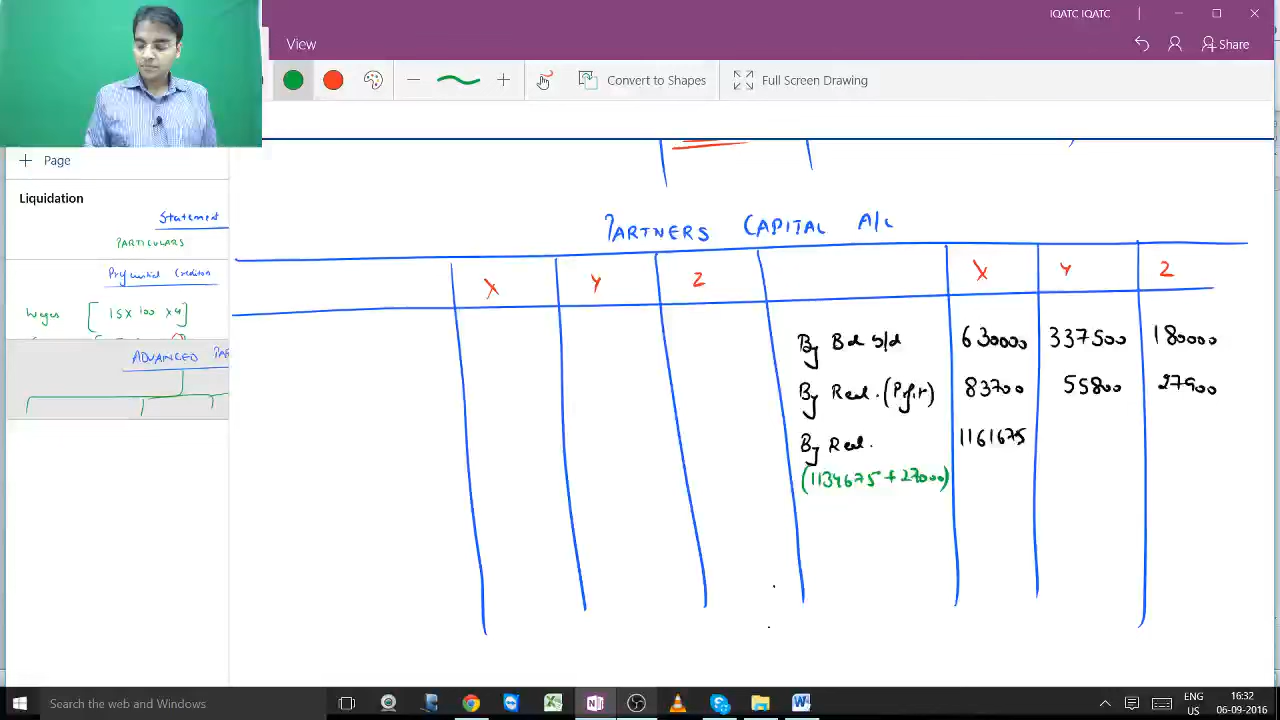 IQATC IQATC
View
Share
Convert to Shapes
Full Screen Drawing
+ Page
Liquidation
Statement
PARTICULARS
Preferential Creditors
Wages [15 x 100 x 4]
ADVANCED PAR
PARTNERS CAPITAL A/C
X Y Z X Y Z
By Bal b/d 630000 337500 180000
By Real. (Profit) 83700 55800 27900
By Real. 1161675
(1134675 + 27000)
Search the web and Windows
ENG
US
16:32
06-09-2016